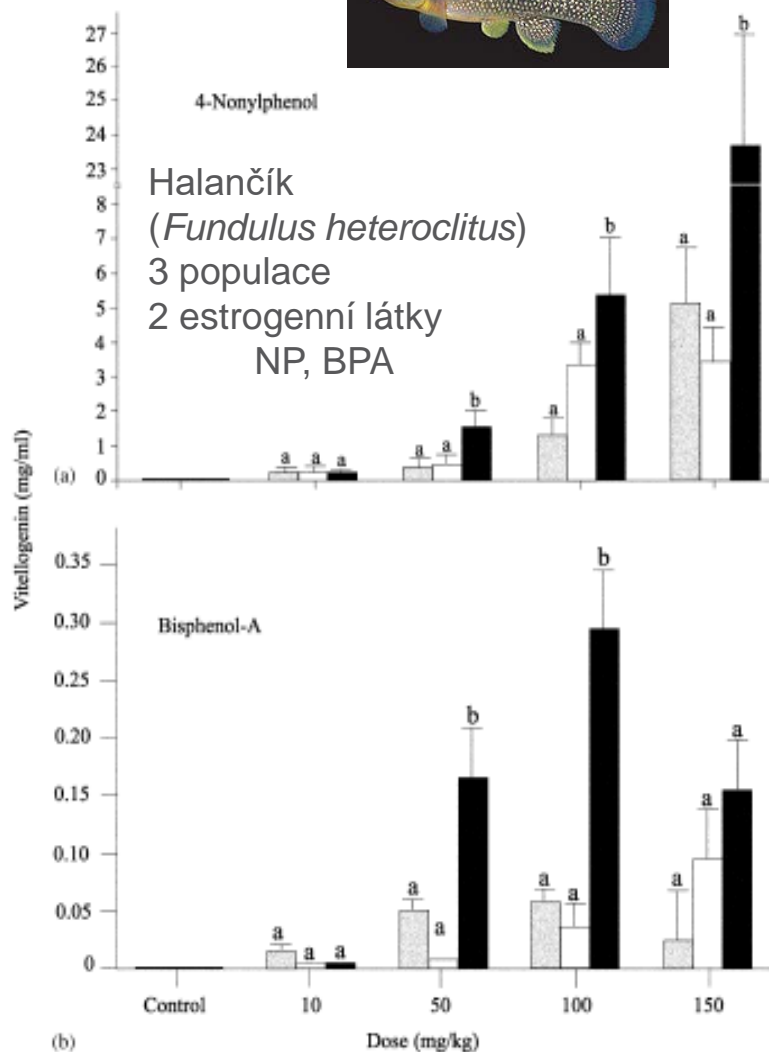 b
27
26
25
24
23
8
7
6
5
4
3
2
1
0
4-Nonylphenol
Halančík
(Fundulus heteroclitus)
3 populace
2 estrogenní látky
NP, BPA
a a a
a a b
a a b
a a
(a)
Vitellogenin (mg/ml)
0.35
0.30
0.25
0.20
0.15
0.10
0.05
0
Bisphenol-A
a a a
a a b
a a b
a a a
Control 10 50 100 150
(b) Dose (mg/kg)